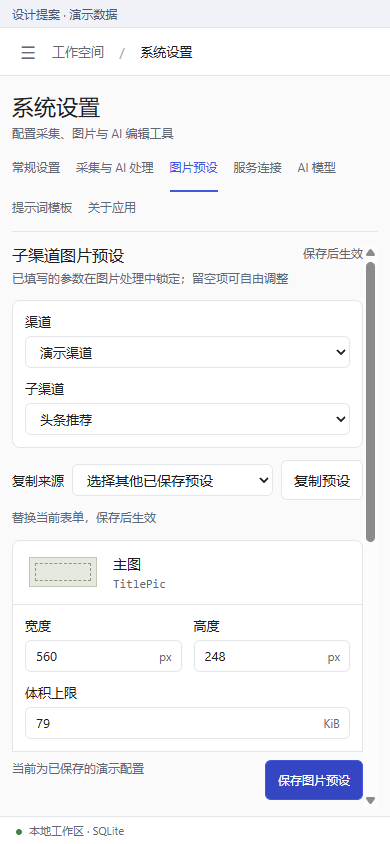 设计提案 · 演示数据
工作空间 / 系统设置
系统设置
配置采集、图片与 AI 编辑工具
常规设置 采集与 AI 处理 图片预设 服务连接 AI 模型
提示词模板 关于应用
子渠道图片预设 保存后生效
已填写的参数在图片处理中锁定；留空项可自由调整
渠道
演示渠道
子渠道
头条推荐
复制来源 选择其他已保存预设 复制预设
替换当前表单，保存后生效
主图
TitlePic
宽度 高度
560 px 248 px
体积上限
79 KiB
当前为已保存的演示配置 保存图片预设
本地工作区 · SQLite